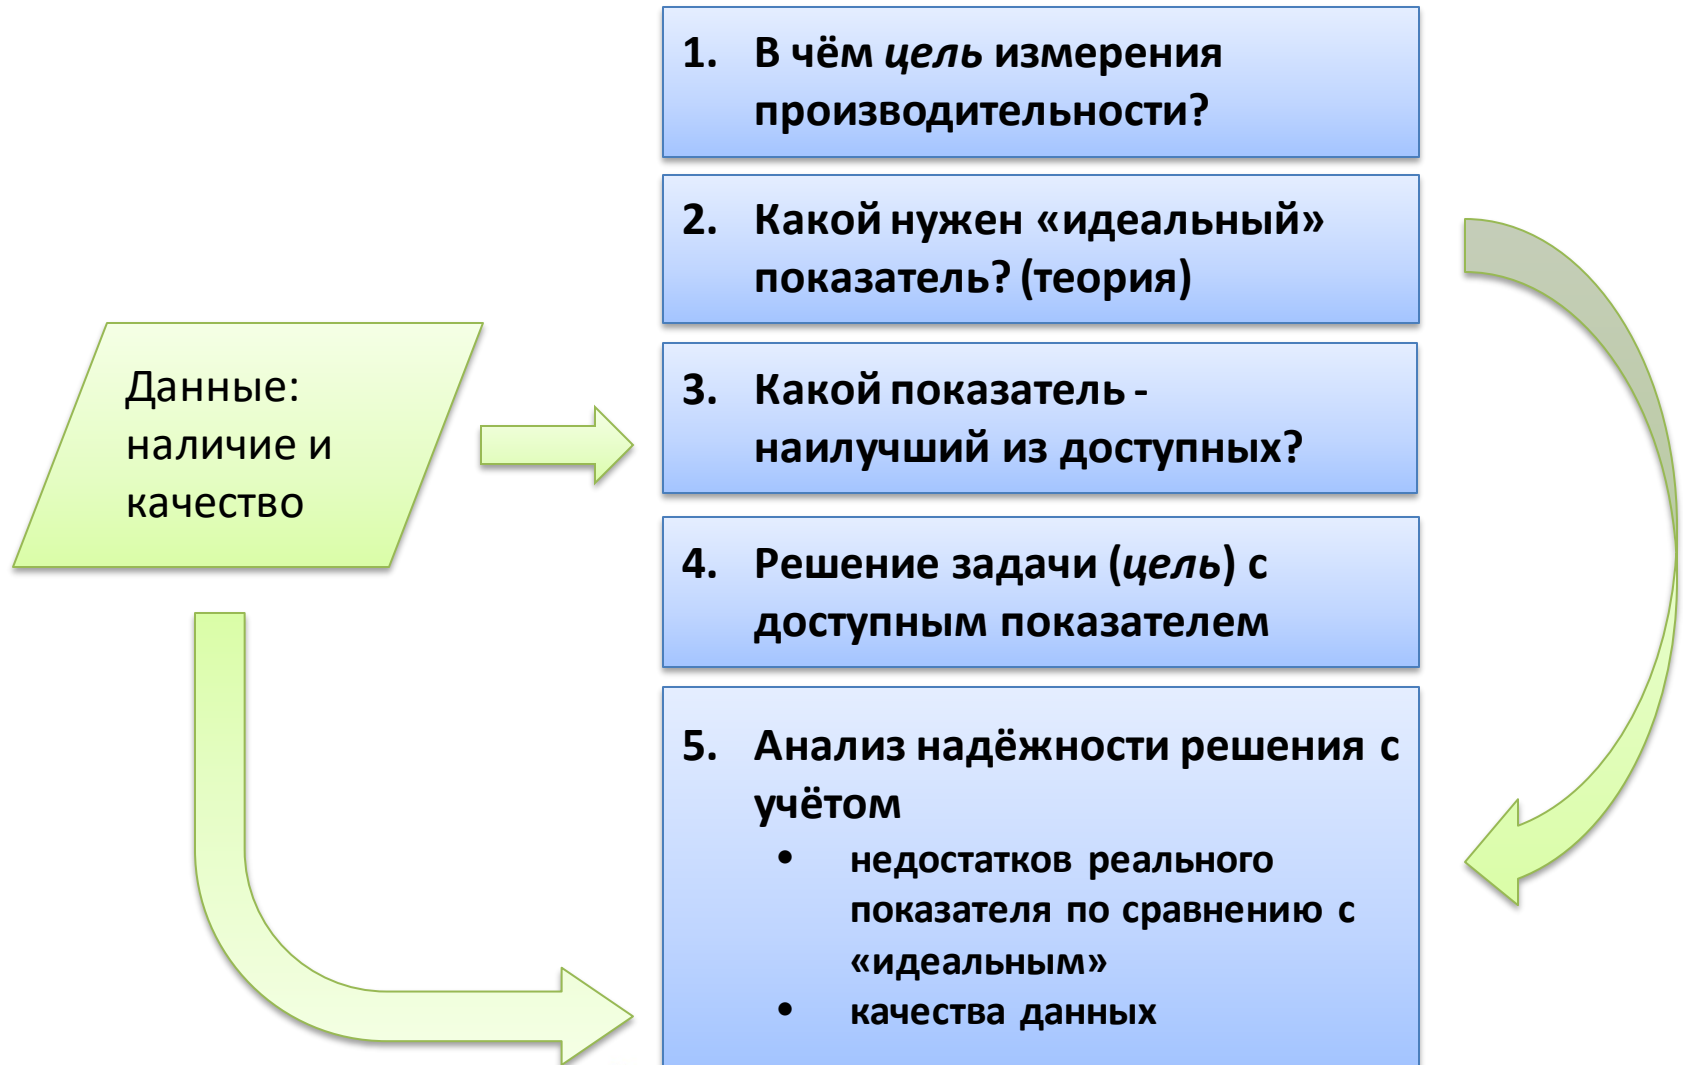 1. В чём цель измерения
производительности?
2. Какой нужен «идеальный»
показатель? (теория)
Данные:
наличие и
качество
3. Какой показатель -
наилучший из доступных?
4. Решение задачи (цель) с
доступным показателем
5. Анализ надёжности решения с
учётом
• недостатков реального
показателя по сравнению с
«идеальным»
• качества данных